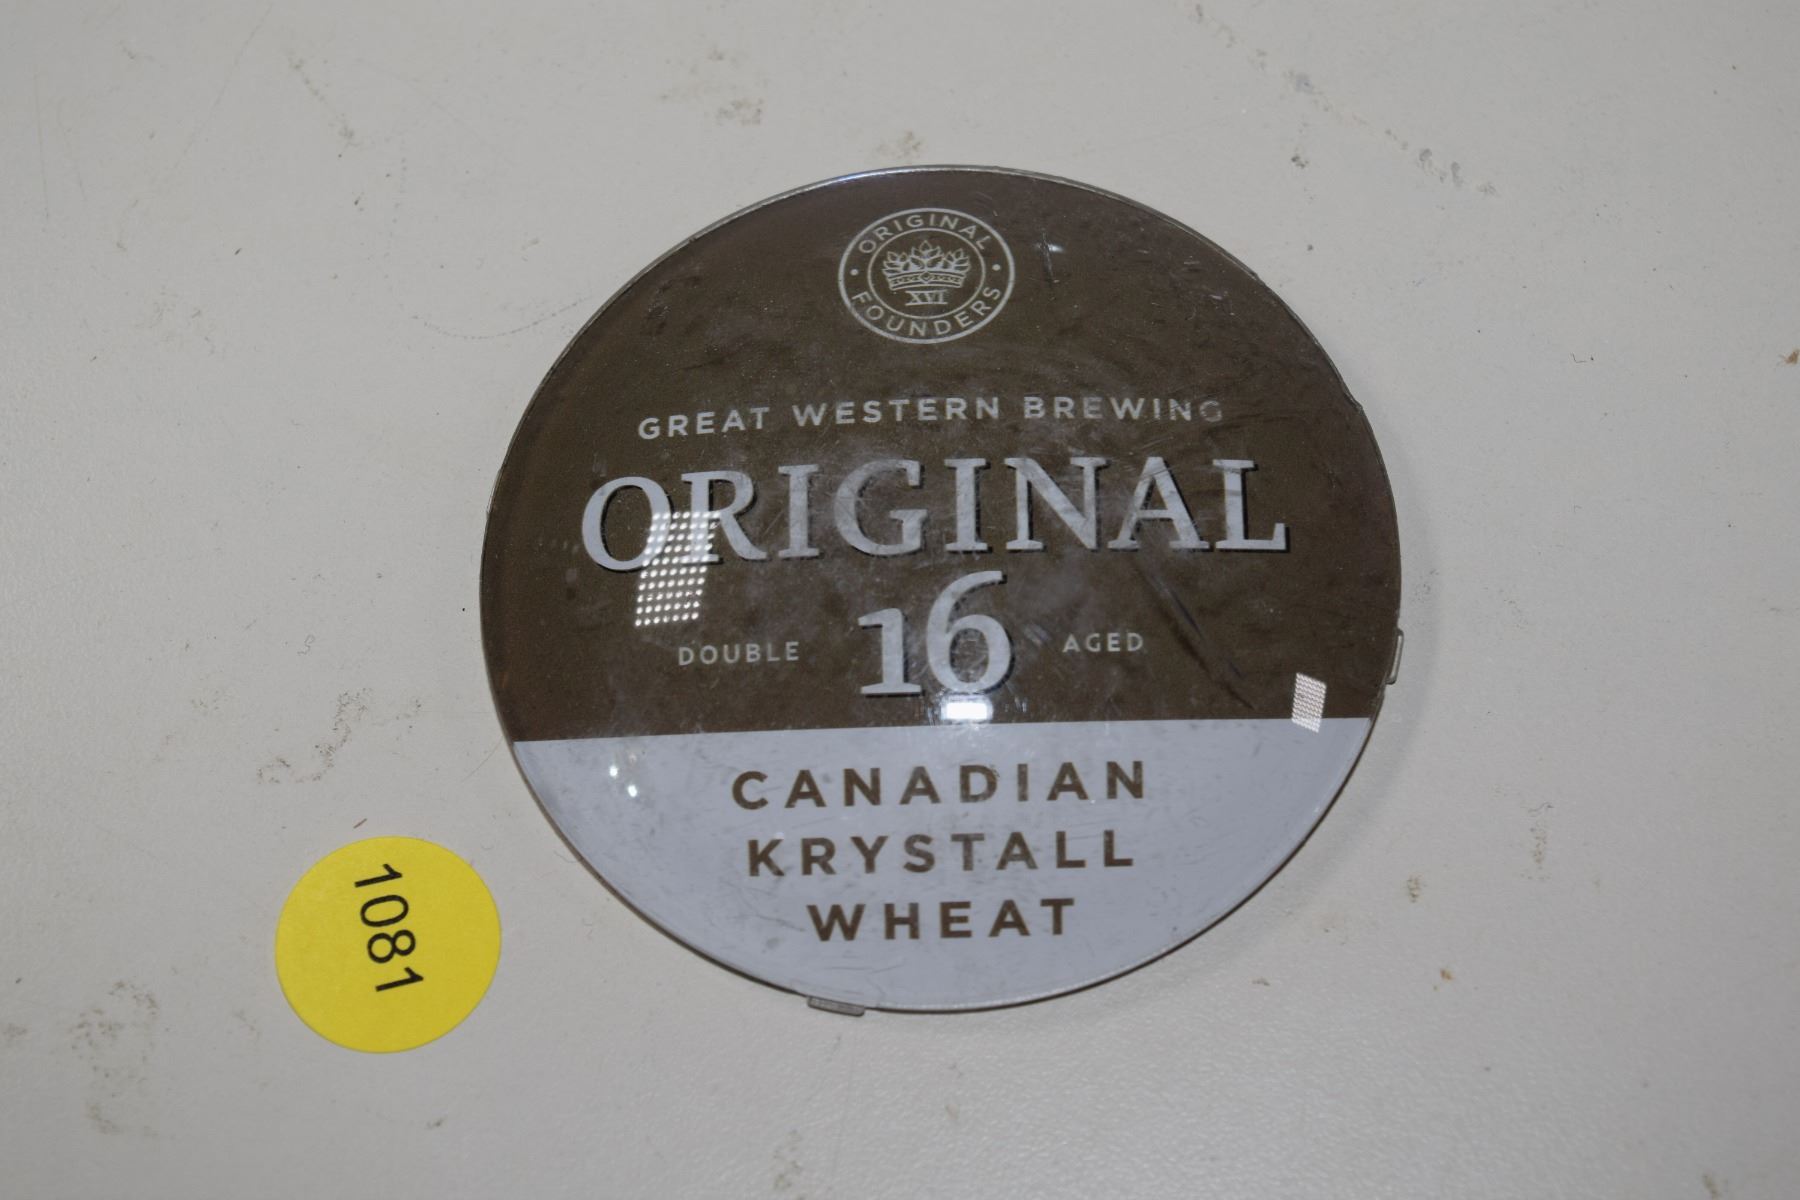 ORIGINAL
XVI
FOUNDERS
GREAT WESTERN BREWING
ORIGINAL
16
DOUBLE AGED
CANADIAN
KRYSTALL
WHEAT
1081